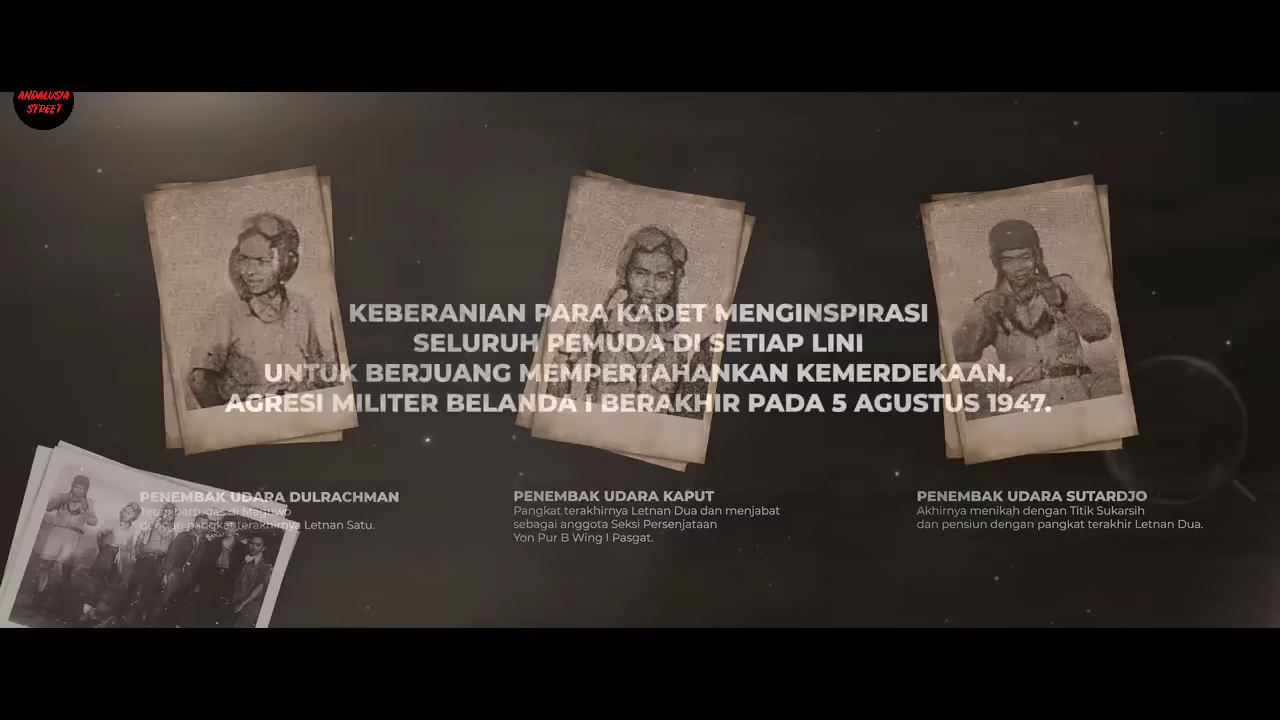 ANDALUSIA
STREET
KEBERANIAN PARA KADET MENGINSPIRASI
SELURUH PEMUDA DI SETIAP LINI
UNTUK BERJUANG MEMPERTAHANKAN KEMERDEKAAN.
AGRESI MILITER BELANDA I BERAKHIR PADA 5 AGUSTUS 1947.
PENEMBAK UDARA DULRACHMAN
Tetap bertugas di Maguwo
dengan pangkat terakhirnya Letnan Satu.
PENEMBAK UDARA KAPUT
Pangkat terakhirnya Letnan Dua dan menjabat
sebagai anggota Seksi Persenjataan
Yon Pur B Wing I Pasgat.
PENEMBAK UDARA SUTARDJO
Akhirnya menikah dengan Titik Sukarsih
dan pensiun dengan pangkat terakhir Letnan Dua.